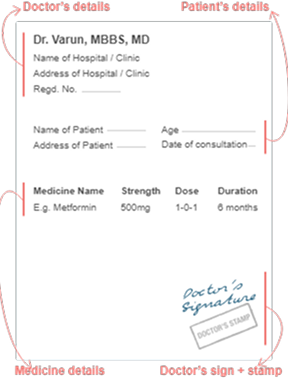 Doctor's details
Patient's details
Dr. Varun, MBBS, MD
Name of Hospital / Clinic
Address of Hospital / Clinic
Regd. No.
Name of Patient
Age
Address of Patient
Date of consultation
Medicine Name Strength Dose Duration
E.g. Metformin 500mg 1-0-1 6 months
Doctor's
Signature
DOCTOR'S STAMP
Medicine details
Doctor's sign + stamp